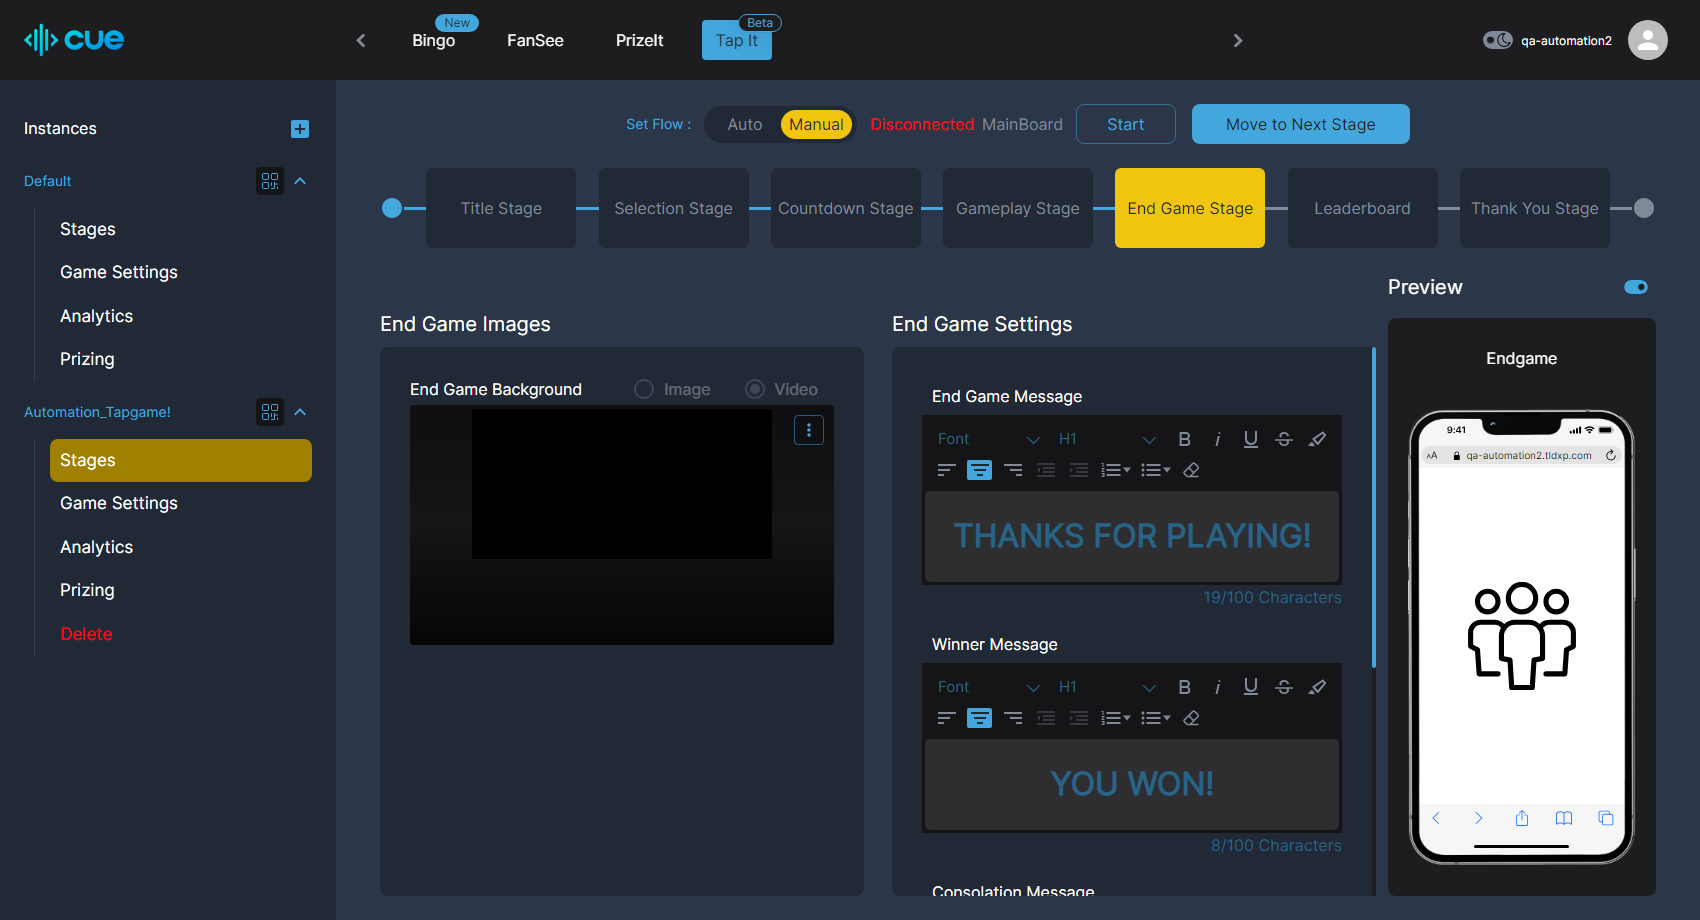 cue
New
Bingo
FanSee
PrizeIt
Beta
Tap It
qa-automation2
Instances
Default
Stages
Game Settings
Analytics
Prizing
Automation_Tapgame!
Stages
Game Settings
Analytics
Prizing
Delete
Set Flow :
Auto
Manual
Disconnected MainBoard
Start
Move to Next Stage
Title Stage
Selection Stage
Countdown Stage
Gameplay Stage
End Game Stage
Leaderboard
Thank You Stage
End Game Images
End Game Background
Image
Video
End Game Settings
End Game Message
Font
H1
B
i
U
S
THANKS FOR PLAYING!
19/100 Characters
Winner Message
Font
H1
B
i
U
S
YOU WON!
8/100 Characters
Consolation Message
Preview
Endgame
9:41
AA
qa-automation2.tldxp.com